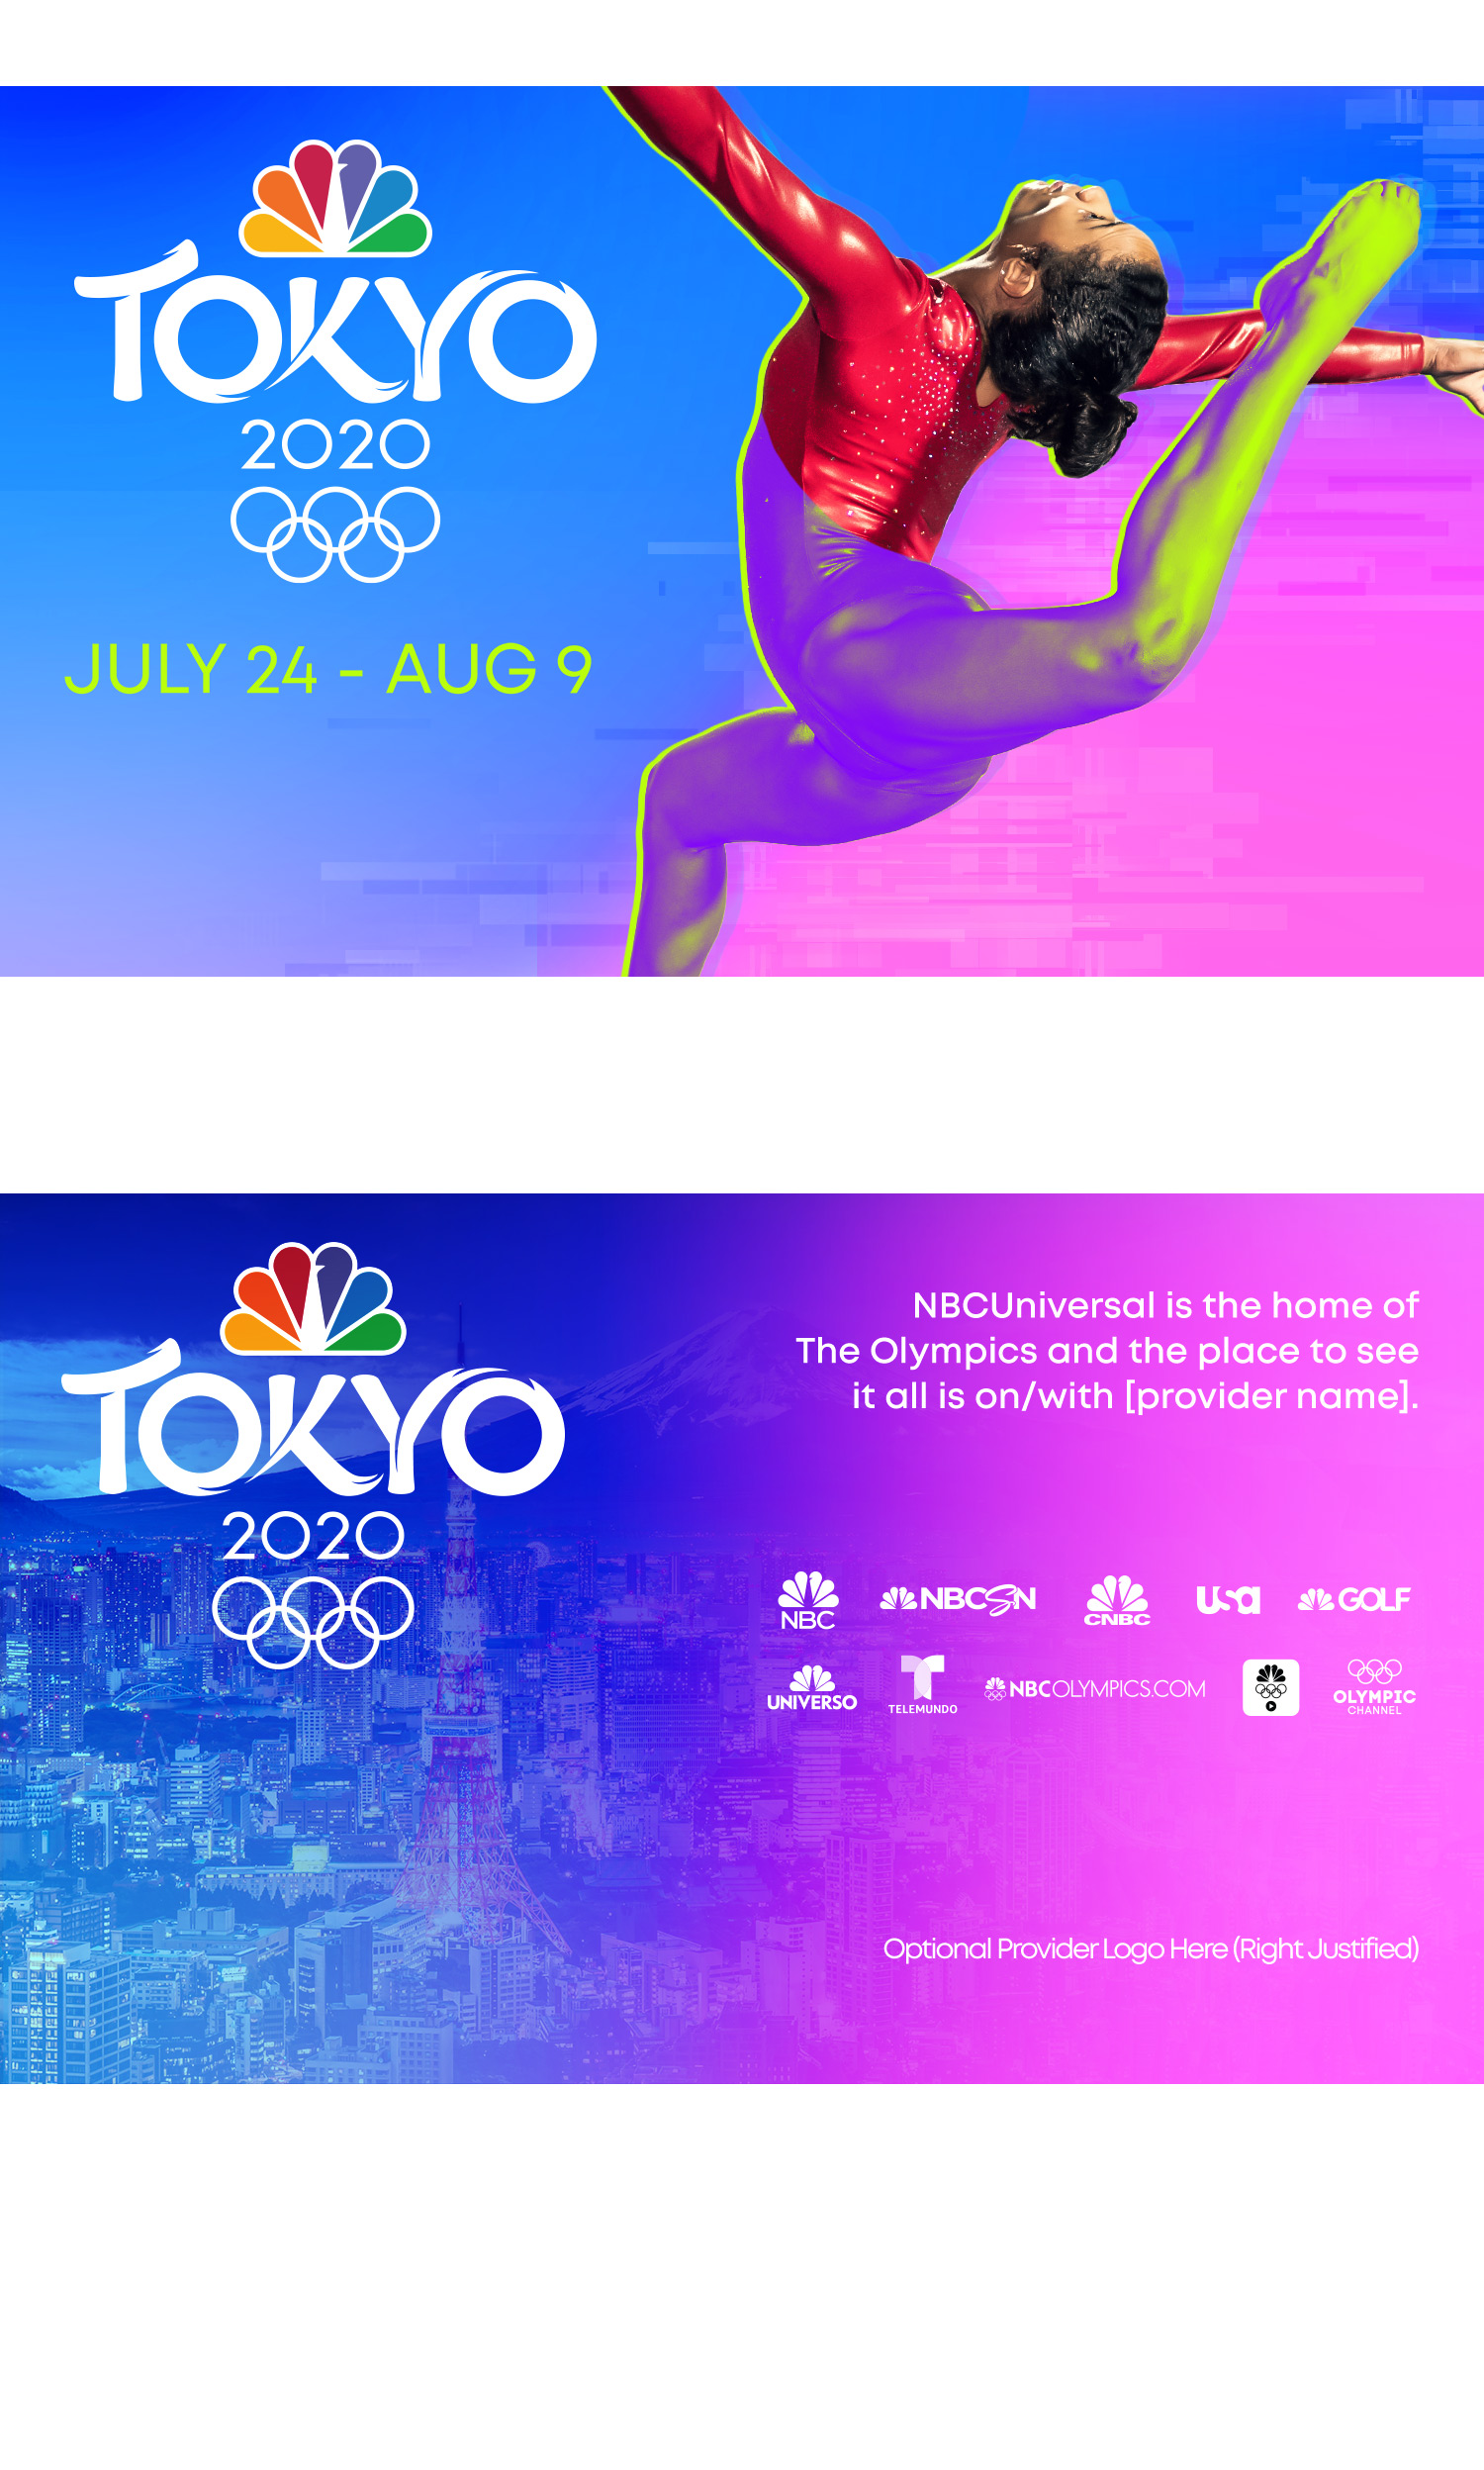 TOKYO
2020
JULY 24 - AUG 9
TOKYO
2020
NBCUniversal is the home of
The Olympics and the place to see
it all is on/with [provider name].
NBC NBCSN CNBC USA GOLF
UNIVERSO TELEMUNDO NBCOLYMPICS.COM OLYMPIC CHANNEL
Optional Provider Logo Here (Right Justified)